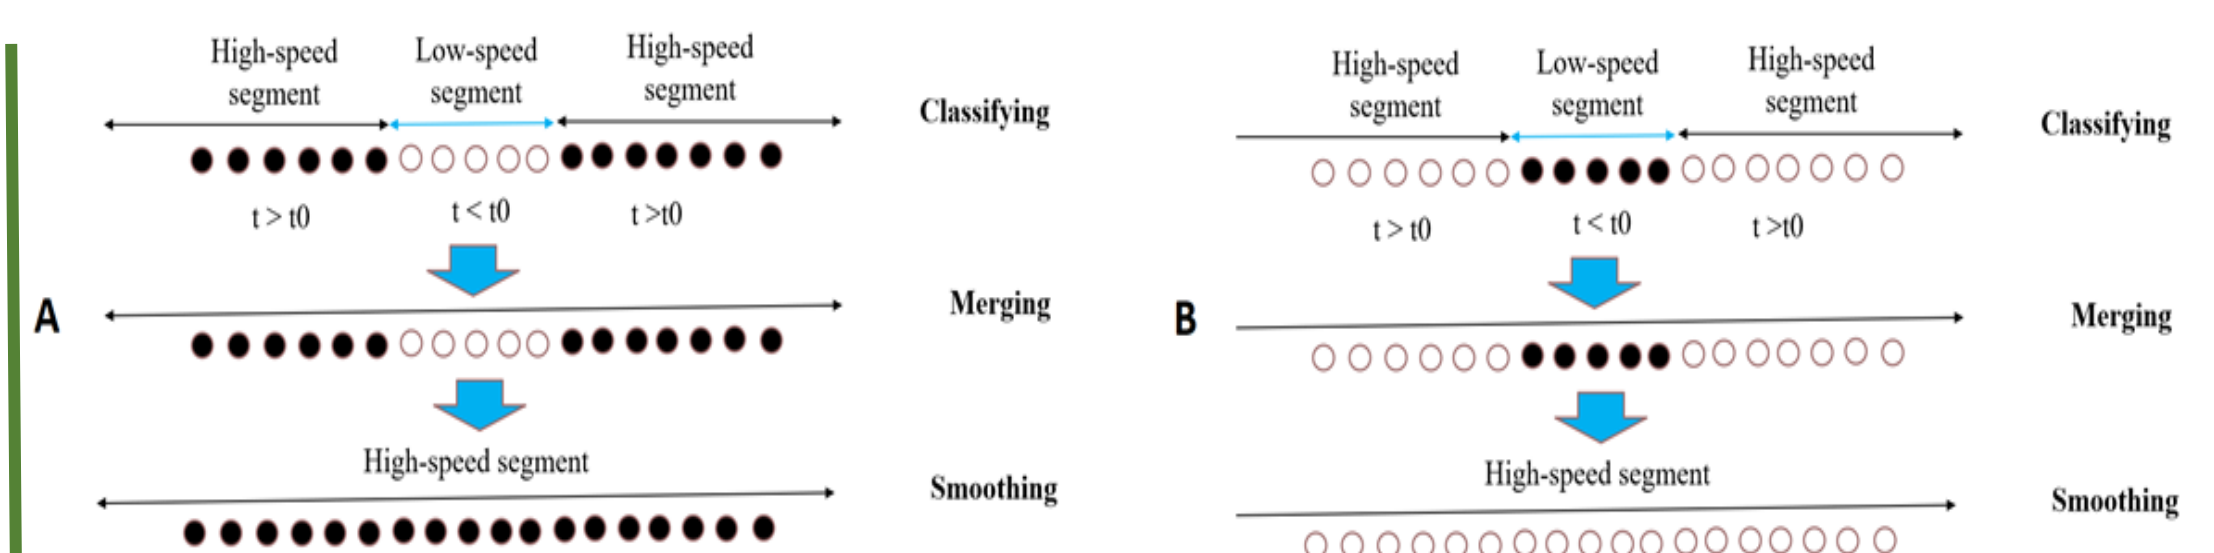 High-speed
segment
Low-speed
segment
High-speed
segment
Classifying
t > t0
t < t0
t >t0
A
Merging
High-speed segment
Smoothing
High-speed
segment
Low-speed
segment
High-speed
segment
Classifying
t > t0
t < t0
t >t0
B
Merging
High-speed segment
Smoothing